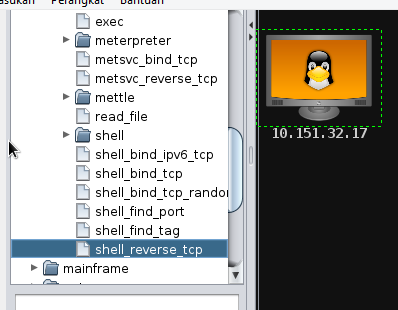 asukan Perangkat Bantuan
exec
meterpreter
metsvc_bind_tcp
metsvc_reverse_tcp
mettle
read_file
shell
shell_bind_ipv6_tcp
shell_bind_tcp
shell_bind_tcp_randor
shell_find_port
shell_find_tag
shell_reverse_tcp
mainframe
10.151.32.17